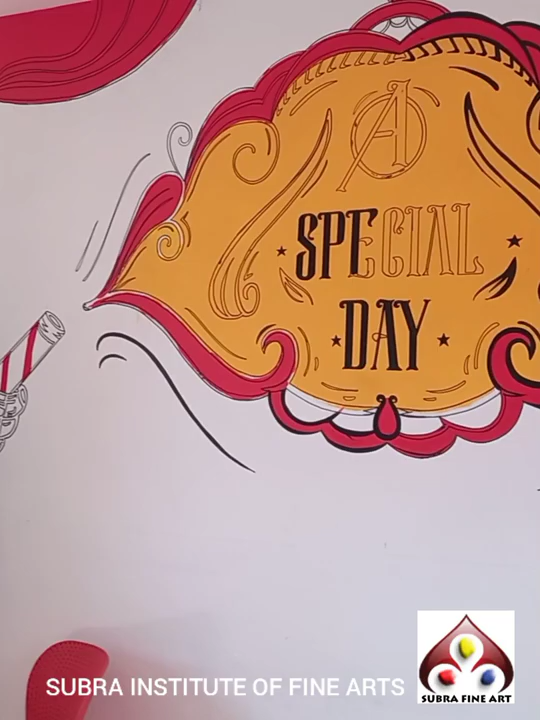 A
SPECIAL
DAY
SUBRA INSTITUTE OF FINE ARTS
SUBRA FINE ART